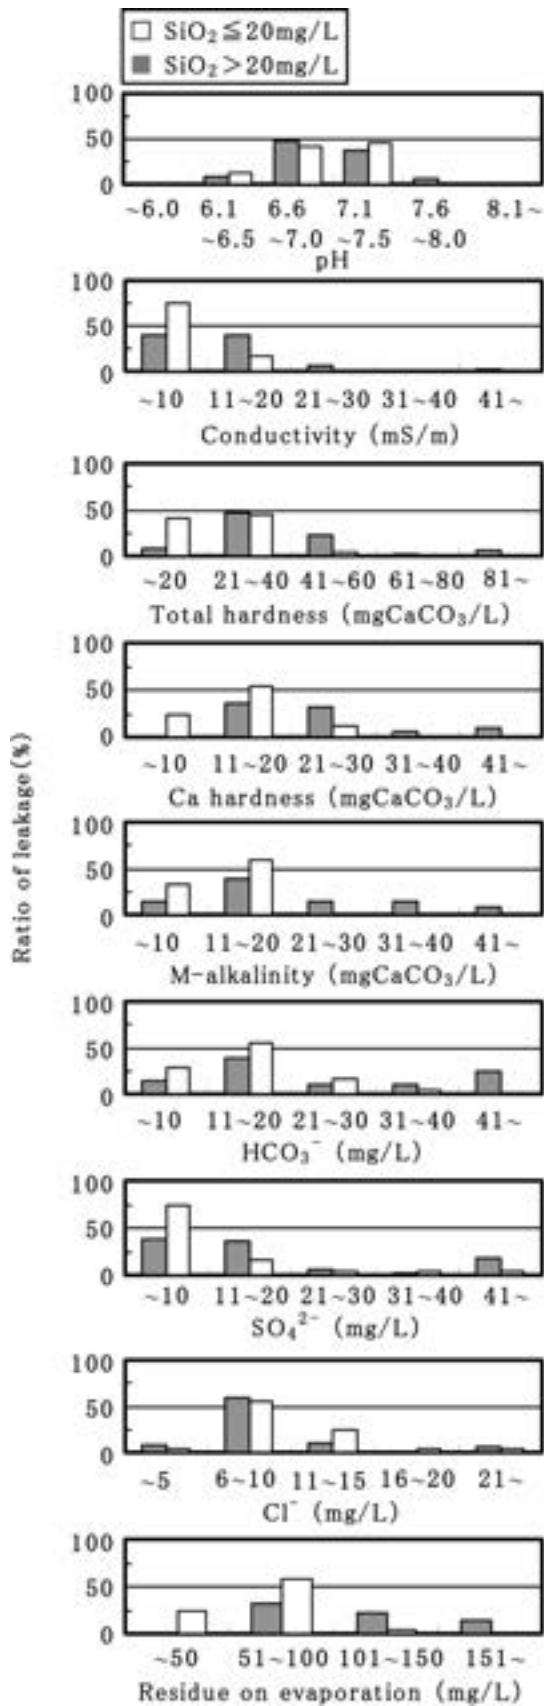 SiO₂≦20mg/L
SiO₂>20mg/L
Ratio of leakage(%)
100
50
0
~6.0 6.1 6.6 7.1 7.6 8.1~
~6.5 ~7.0 ~7.5 ~8.0
pH
100
50
0
~10 11~20 21~30 31~40 41~
Conductivity (mS/m)
100
50
0
~20 21~40 41~60 61~80 81~
Total hardness (mgCaCO₃/L)
100
50
0
~10 11~20 21~30 31~40 41~
Ca hardness (mgCaCO₃/L)
100
50
0
~10 11~20 21~30 31~40 41~
M-alkalinity (mgCaCO₃/L)
100
50
0
~10 11~20 21~30 31~40 41~
HCO₃⁻ (mg/L)
100
50
0
~10 11~20 21~30 31~40 41~
SO₄²⁻ (mg/L)
100
50
0
~5 6~10 11~15 16~20 21~
Cl⁻ (mg/L)
100
50
0
~50 51~100 101~150 151~
Residue on evaporation (mg/L)